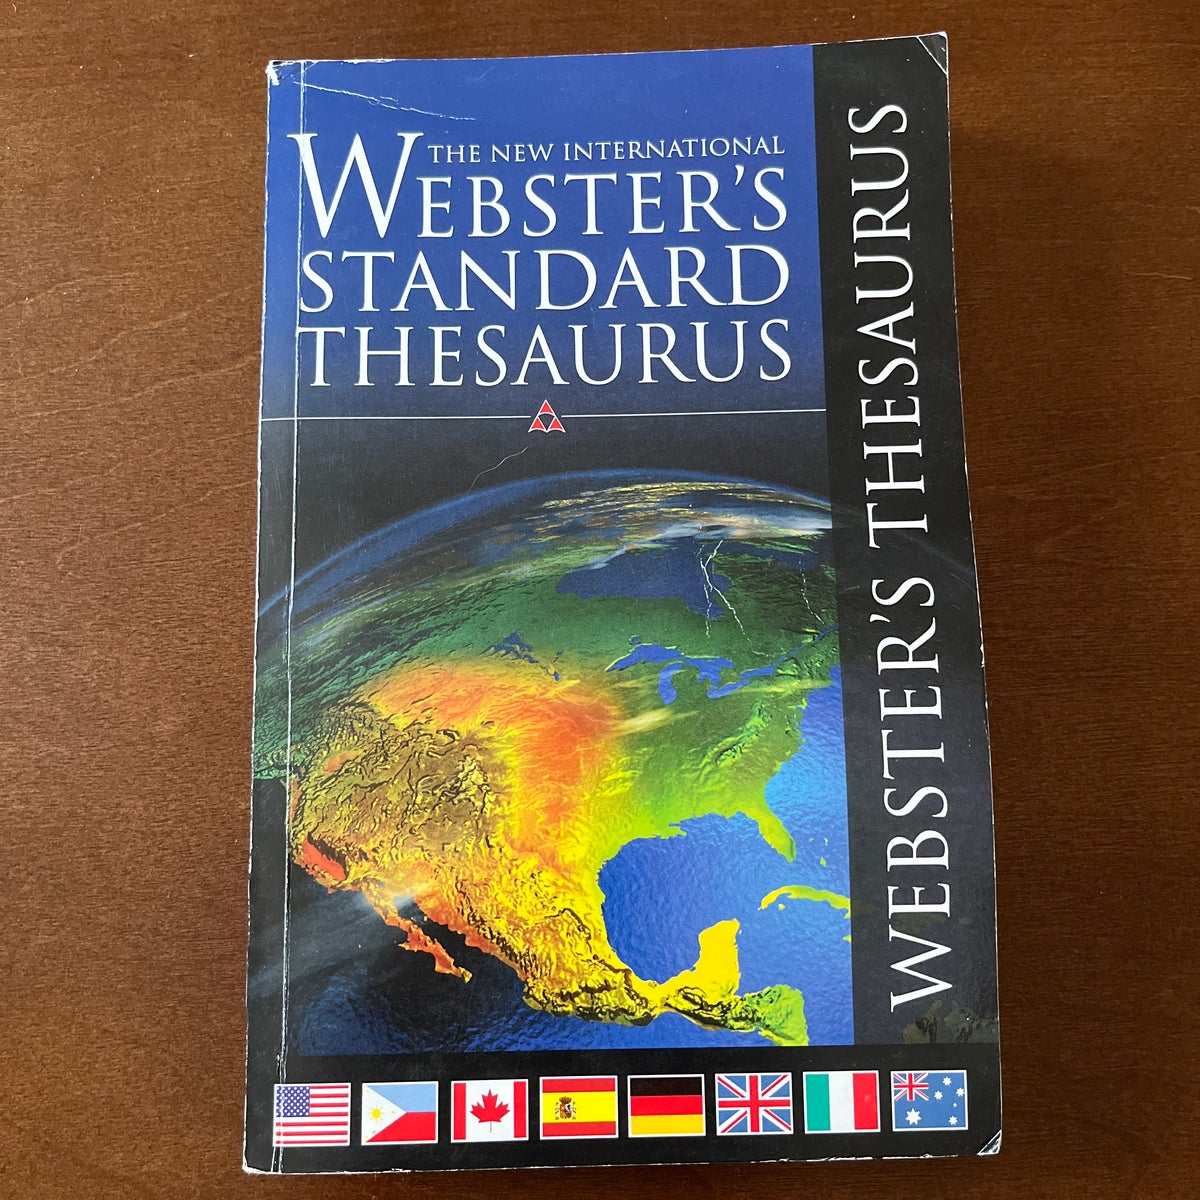 THE NEW INTERNATIONAL
WEBSTER'S
STANDARD
THESAURUS
WEBSTER'S THESAURUS